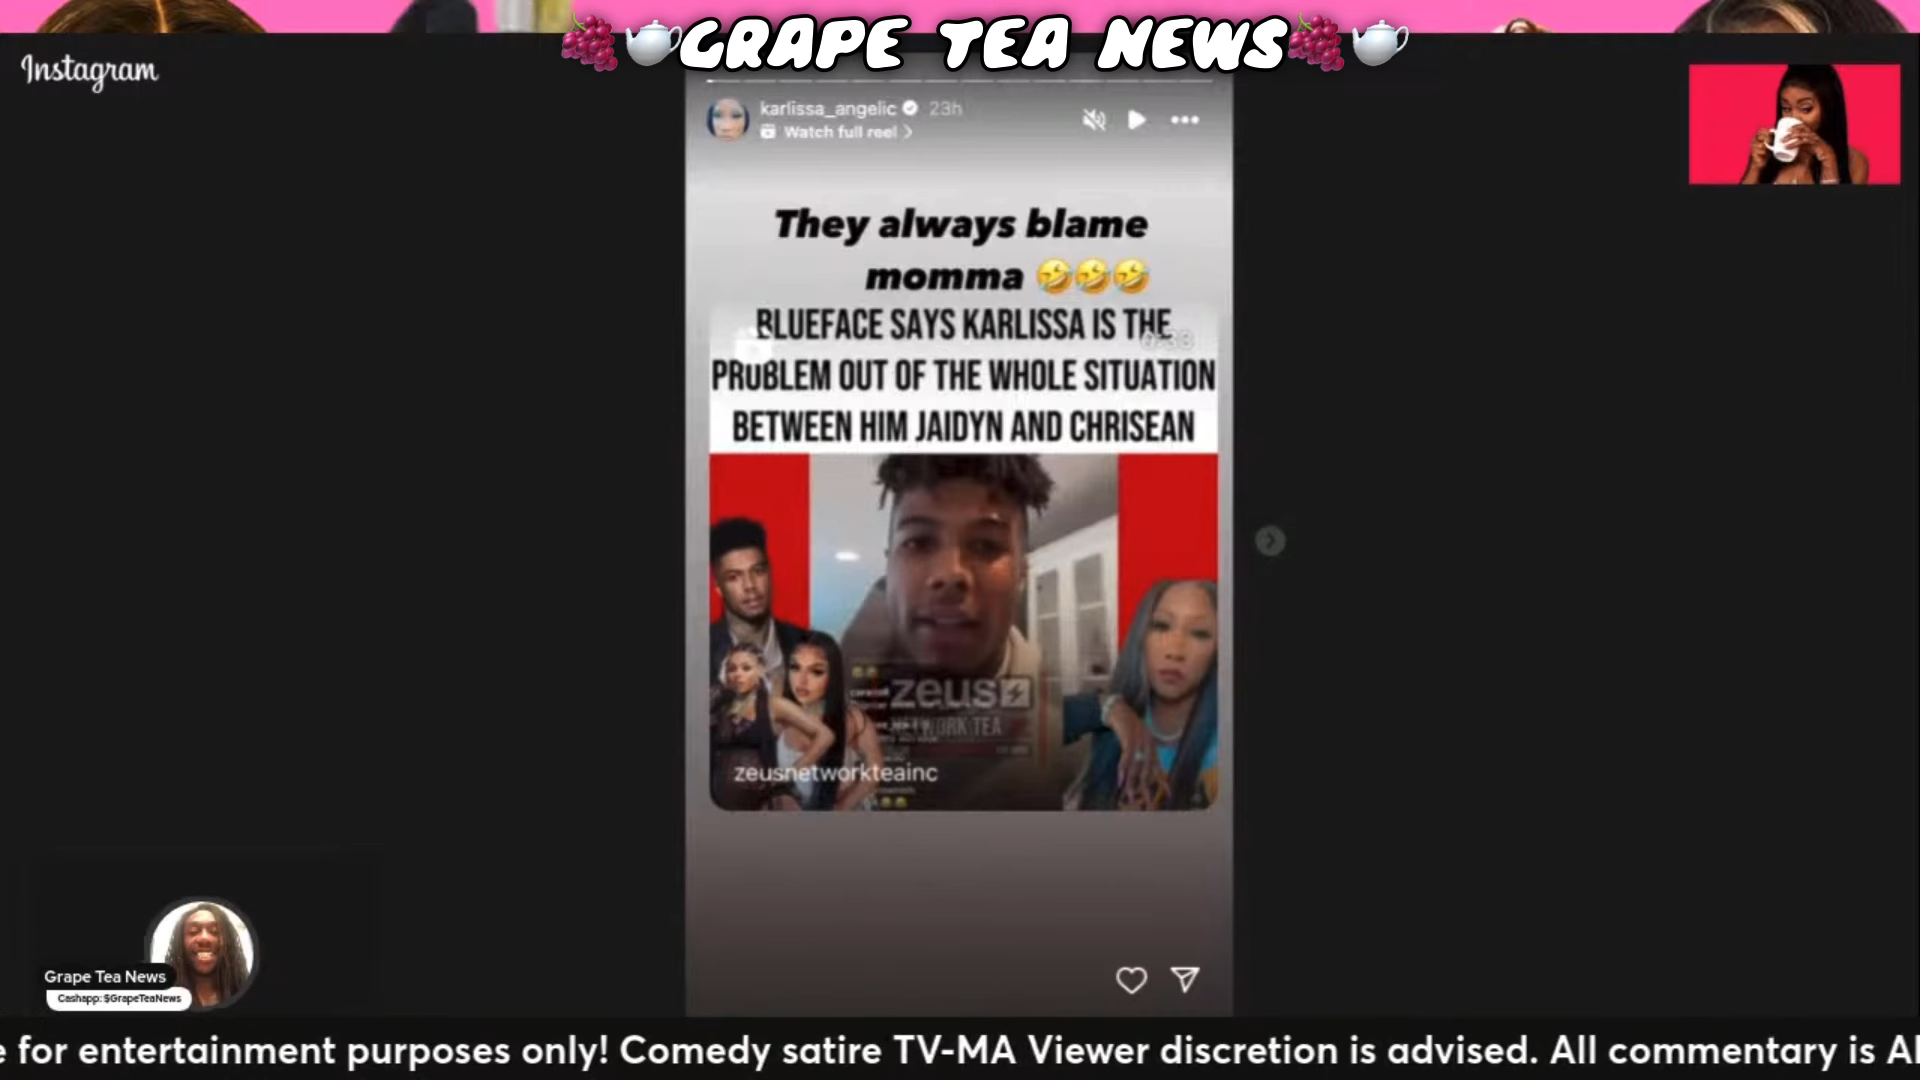 GRAPE TEA NEWS
Instagram
karlissa_angelic 23h
Watch full reel
They always blame
momma 🤣🤣🤣
BLUEFACE SAYS KARLISSA IS THE
0:33
PROBLEM OUT OF THE WHOLE SITUATION
BETWEEN HIM JAIDYN AND CHRISEAN
zeus
NETWORK TEA
zeusnetworkteainc
Grape Tea News
Cashapp: $GrapeTeaNews
for entertainment purposes only! Comedy satire TV-MA Viewer discretion is advised. All commentary is